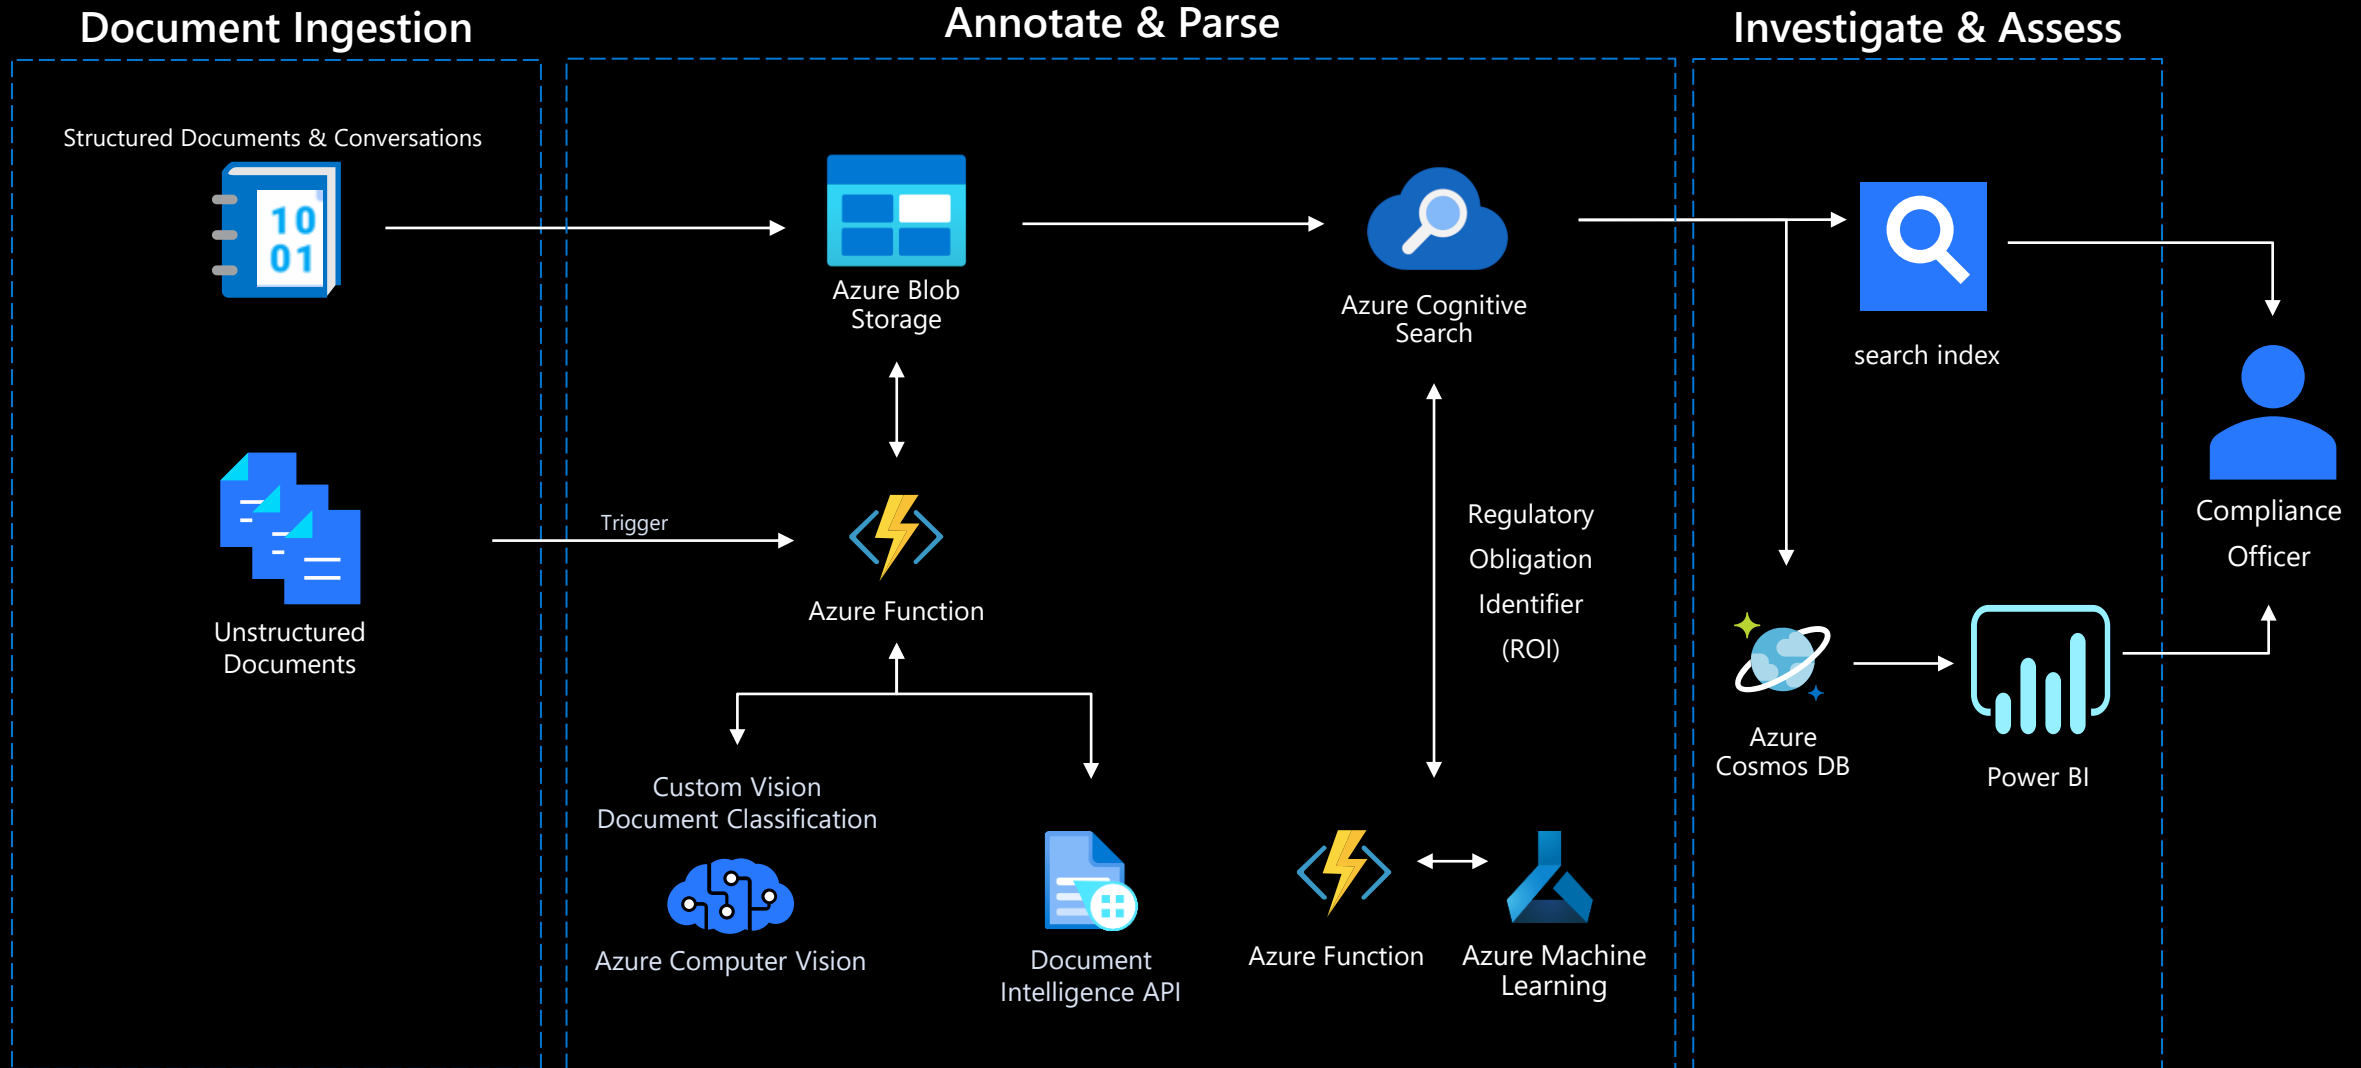 Document Ingestion
Annotate & Parse
Investigate & Assess
Structured Documents & Conversations
10
01
Azure Blob
Storage
Azure Cognitive
Search
search index
Compliance
Officer
Trigger
Unstructured
Documents
Azure Function
Regulatory
Obligation
Identifier
(ROI)
Azure
Cosmos DB
Power BI
Custom Vision
Document Classification
Azure Computer Vision
Document
Intelligence API
Azure Function
Azure Machine
Learning